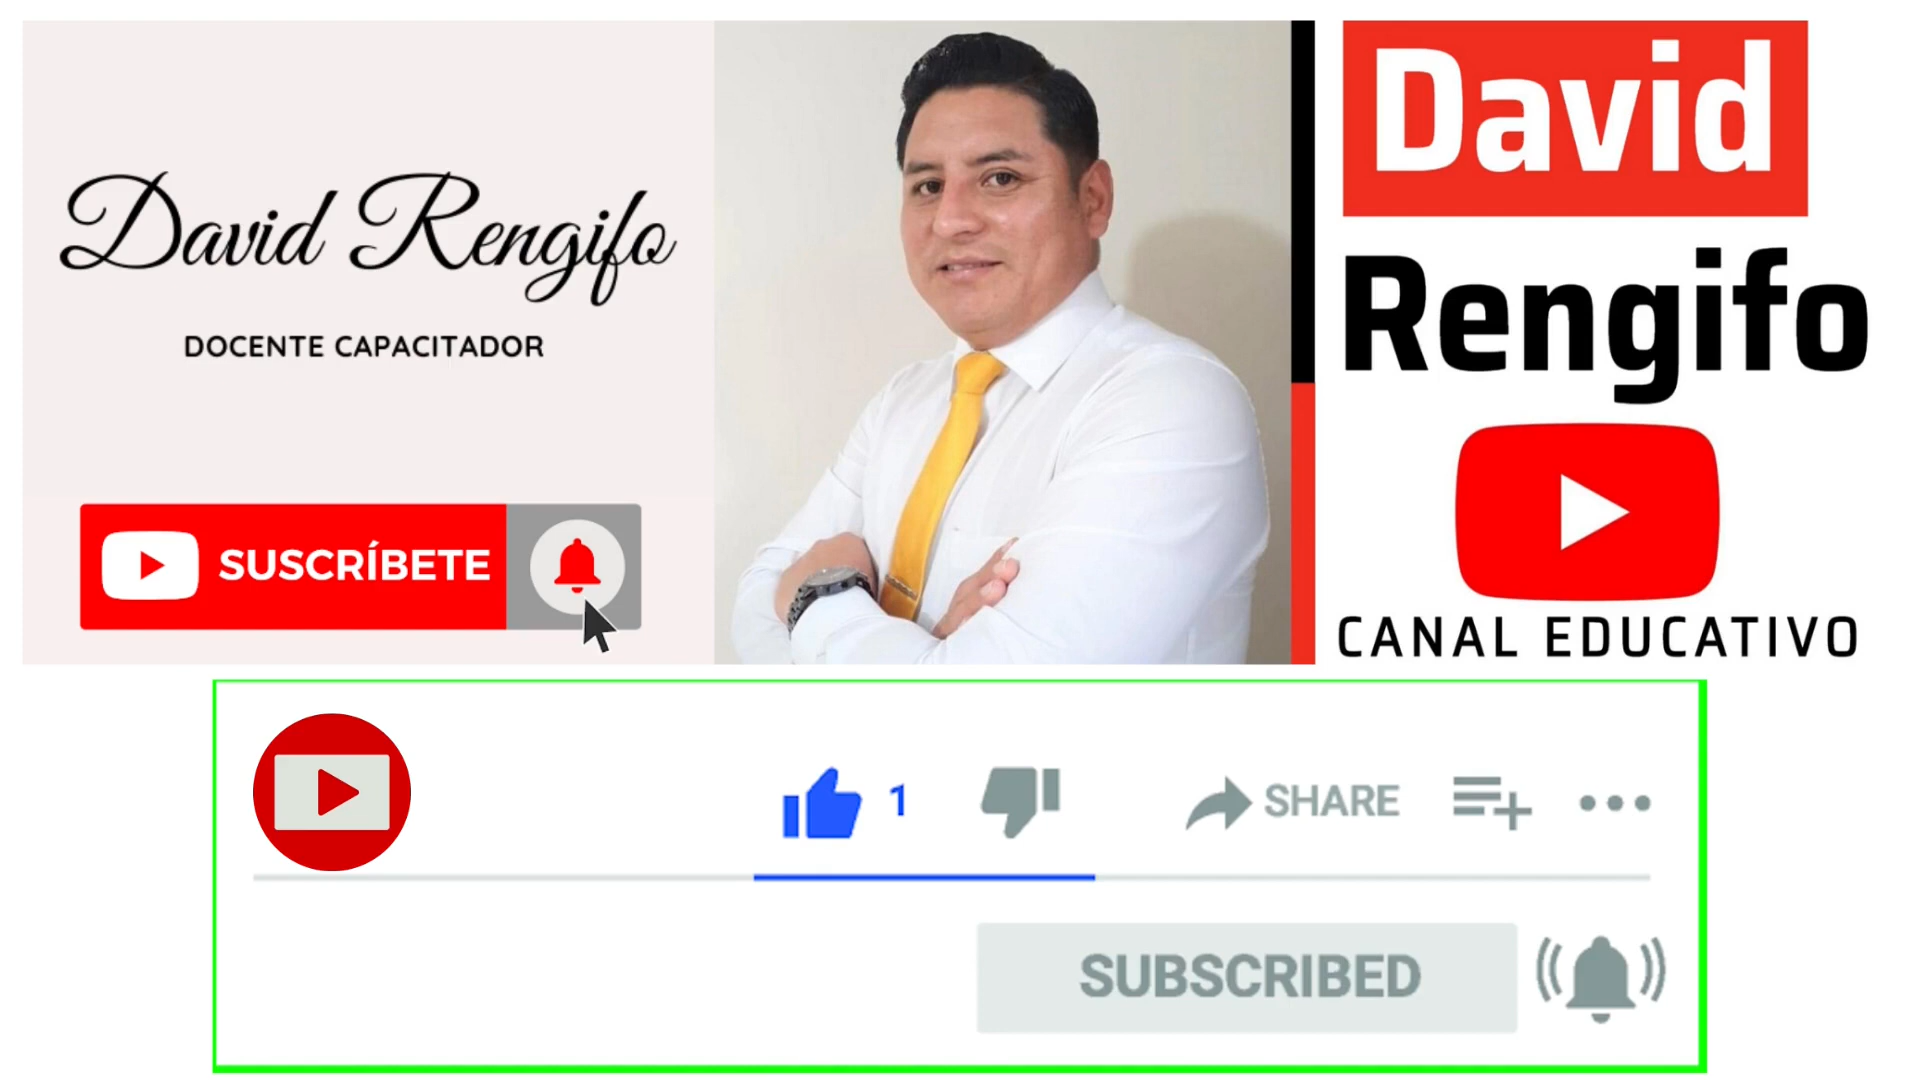 David Rengifo
DOCENTE CAPACITADOR
SUSCRÍBETE
David
Rengifo
CANAL EDUCATIVO
1
SHARE
SUBSCRIBED